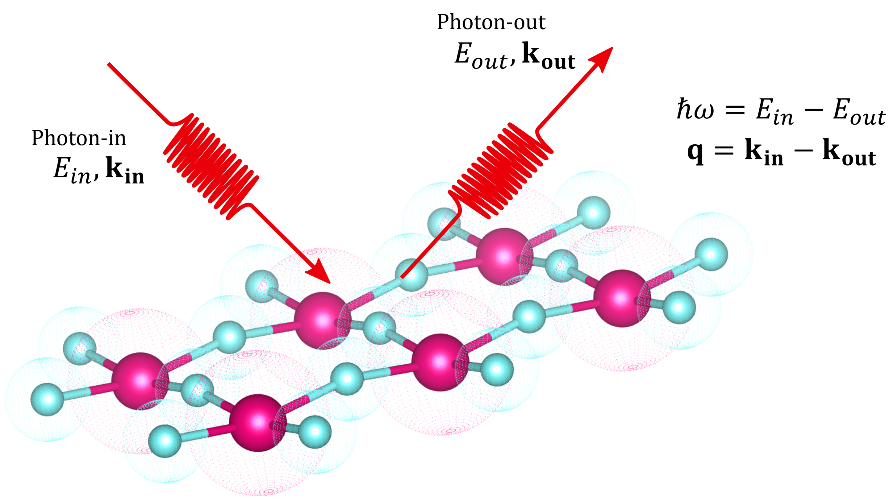 Photon-in
E_in, k_in
Photon-out
E_out, k_out
ℏω = E_in − E_out
q = k_in − k_out